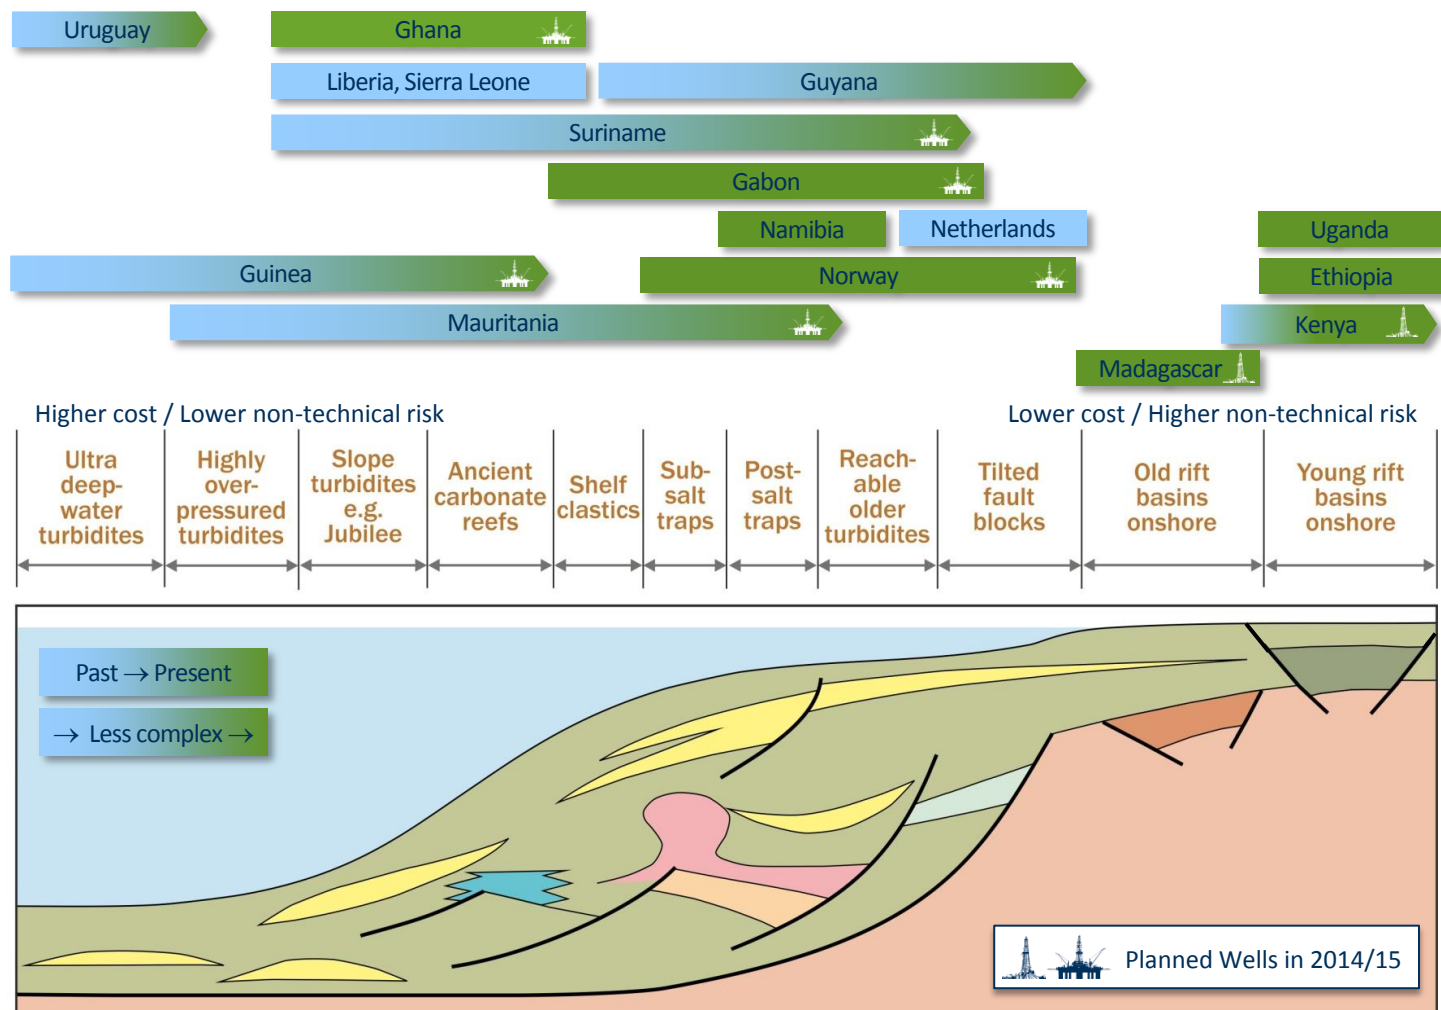 Uruguay
Ghana
Liberia, Sierra Leone
Guyana
Suriname
Gabon
Namibia
Netherlands
Uganda
Guinea
Norway
Ethiopia
Mauritania
Kenya
Madagascar
Higher cost / Lower non-technical risk
Lower cost / Higher non-technical risk
Ultra
deep-
water
turbidites
Highly
over-
pressured
turbidites
Slope
turbidites
e.g.
Jubilee
Ancient
carbonate
reefs
Shelf
clastics
Sub-
salt
traps
Post-
salt
traps
Reach-
able
older
turbidites
Tilted
fault
blocks
Old rift
basins
onshore
Young rift
basins
onshore
Past → Present
→ Less complex →
Planned Wells in 2014/15